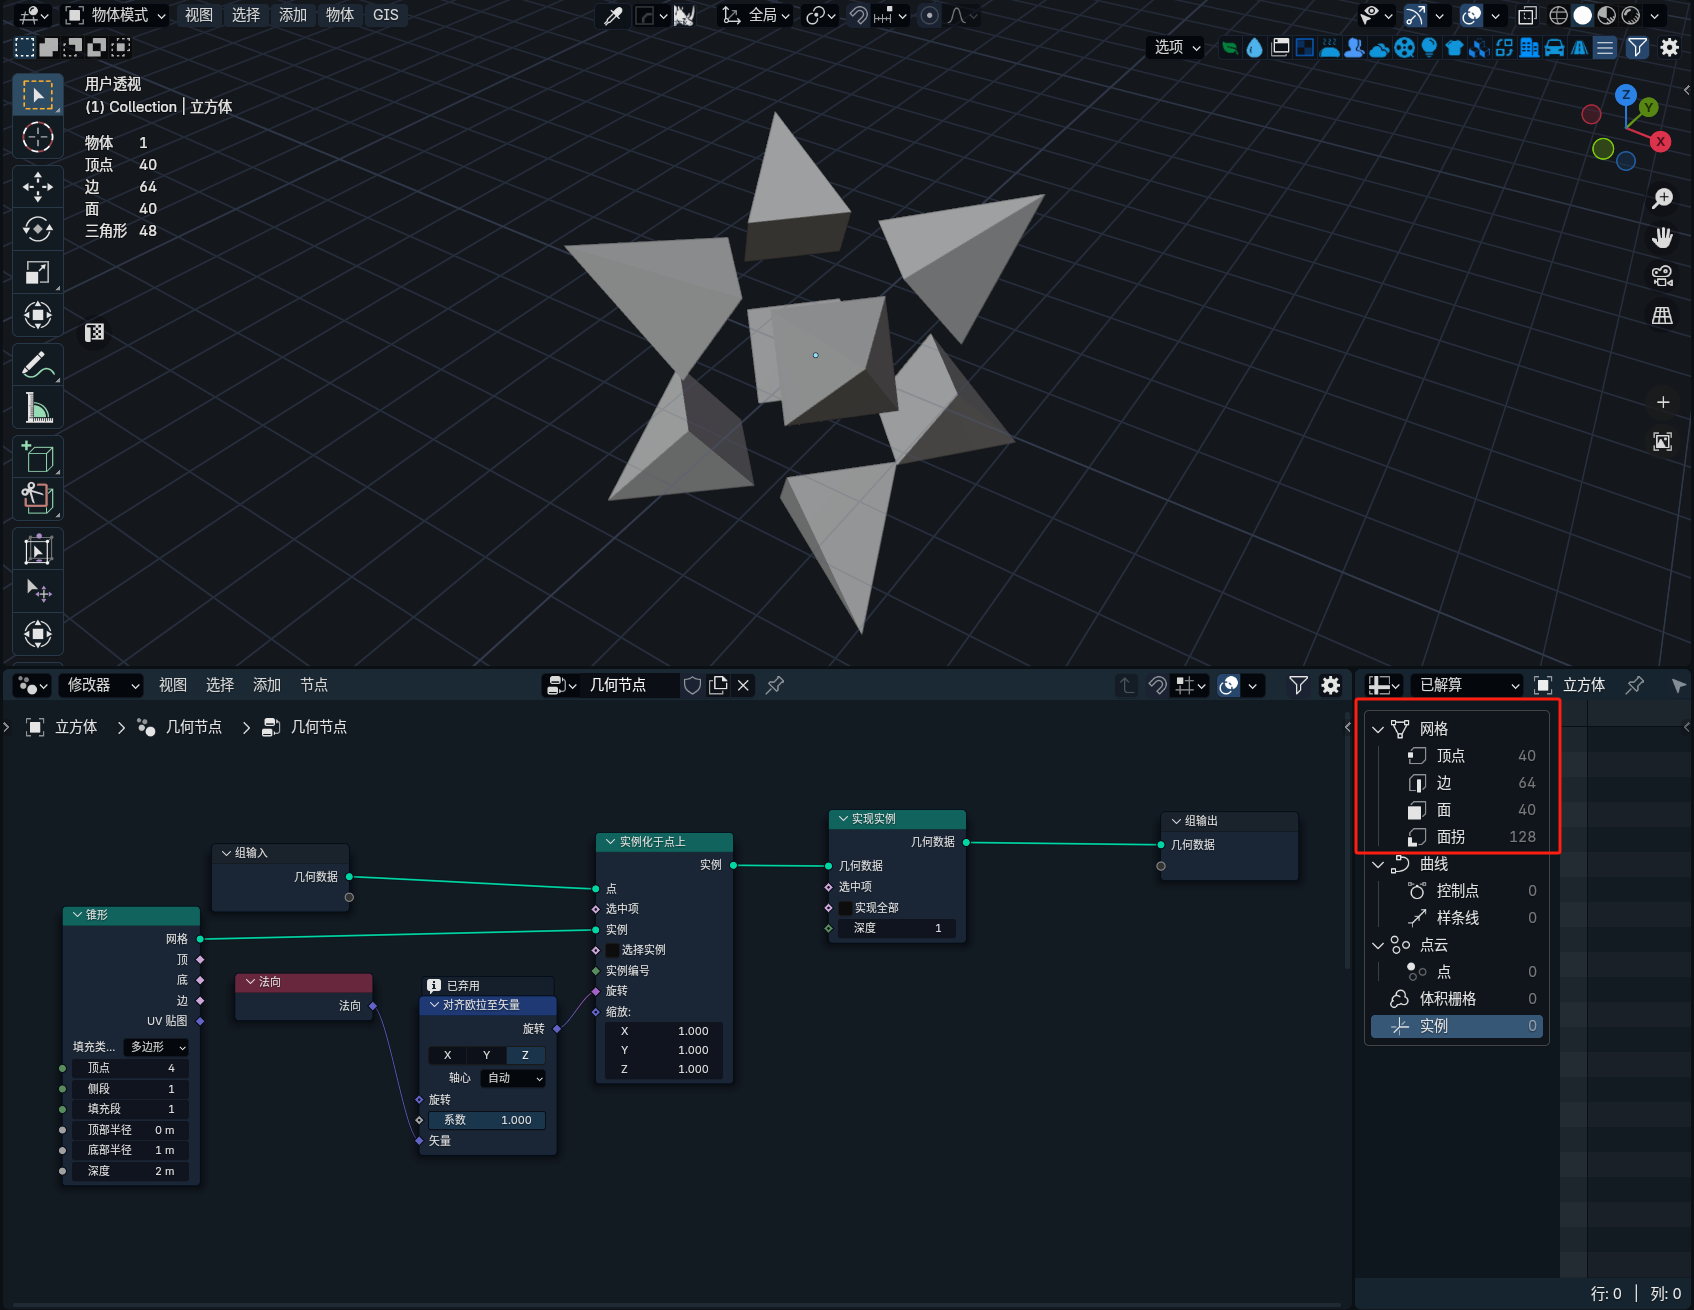 物体模式 视图 选择 添加 物体 GIS 全局
选项
用户透视
(1) Collection | 立方体
物体 1
顶点 40
边 64
面 40
三角形 48
Z
Y
X
修改器 视图 选择 添加 节点 几何节点
立方体 > 几何节点 > 几何节点
组输入
几何数据
锥形
网格
顶
底
边
UV 贴图
填充类... 多边形
顶点 4
侧段 1
填充段 1
顶部半径 0 m
底部半径 1 m
深度 2 m
法向
法向
已弃用
对齐欧拉至矢量
旋转
X Y Z
轴心 自动
旋转
系数 1.000
矢量
实例化于点上
实例
点
选中项
实例
选择实例
实例编号
旋转
缩放:
X 1.000
Y 1.000
Z 1.000
实现实例
几何数据
几何数据
选中项
实现全部
深度 1
组输出
几何数据
已解算 立方体
网格
顶点 40
边 64
面 40
面拐 128
曲线
控制点 0
样条线 0
点云
点 0
体积栅格 0
实例 0
行: 0 | 列: 0